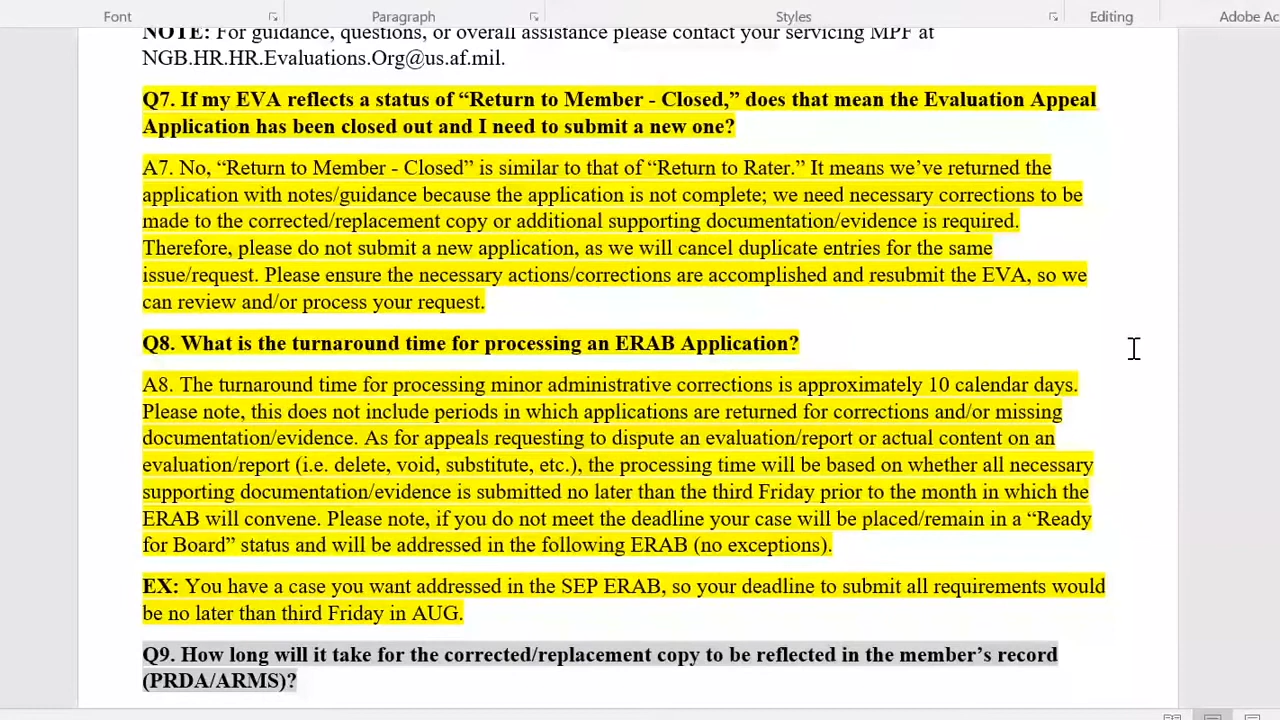 Font Paragraph Styles Editing Adobe Ac
NOTE: For guidance, questions, or overall assistance please contact your servicing MPF at
NGB.HR.HR.Evaluations.Org@us.af.mil.
Q7. If my EVA reflects a status of “Return to Member - Closed,” does that mean the Evaluation Appeal
Application has been closed out and I need to submit a new one?
A7. No, “Return to Member - Closed” is similar to that of “Return to Rater.” It means we’ve returned the
application with notes/guidance because the application is not complete; we need necessary corrections to be
made to the corrected/replacement copy or additional supporting documentation/evidence is required.
Therefore, please do not submit a new application, as we will cancel duplicate entries for the same
issue/request. Please ensure the necessary actions/corrections are accomplished and resubmit the EVA, so we
can review and/or process your request.
Q8. What is the turnaround time for processing an ERAB Application?
A8. The turnaround time for processing minor administrative corrections is approximately 10 calendar days.
Please note, this does not include periods in which applications are returned for corrections and/or missing
documentation/evidence. As for appeals requesting to dispute an evaluation/report or actual content on an
evaluation/report (i.e. delete, void, substitute, etc.), the processing time will be based on whether all necessary
supporting documentation/evidence is submitted no later than the third Friday prior to the month in which the
ERAB will convene. Please note, if you do not meet the deadline your case will be placed/remain in a “Ready
for Board” status and will be addressed in the following ERAB (no exceptions).
EX: You have a case you want addressed in the SEP ERAB, so your deadline to submit all requirements would
be no later than third Friday in AUG.
Q9. How long will it take for the corrected/replacement copy to be reflected in the member’s record
(PRDA/ARMS)?